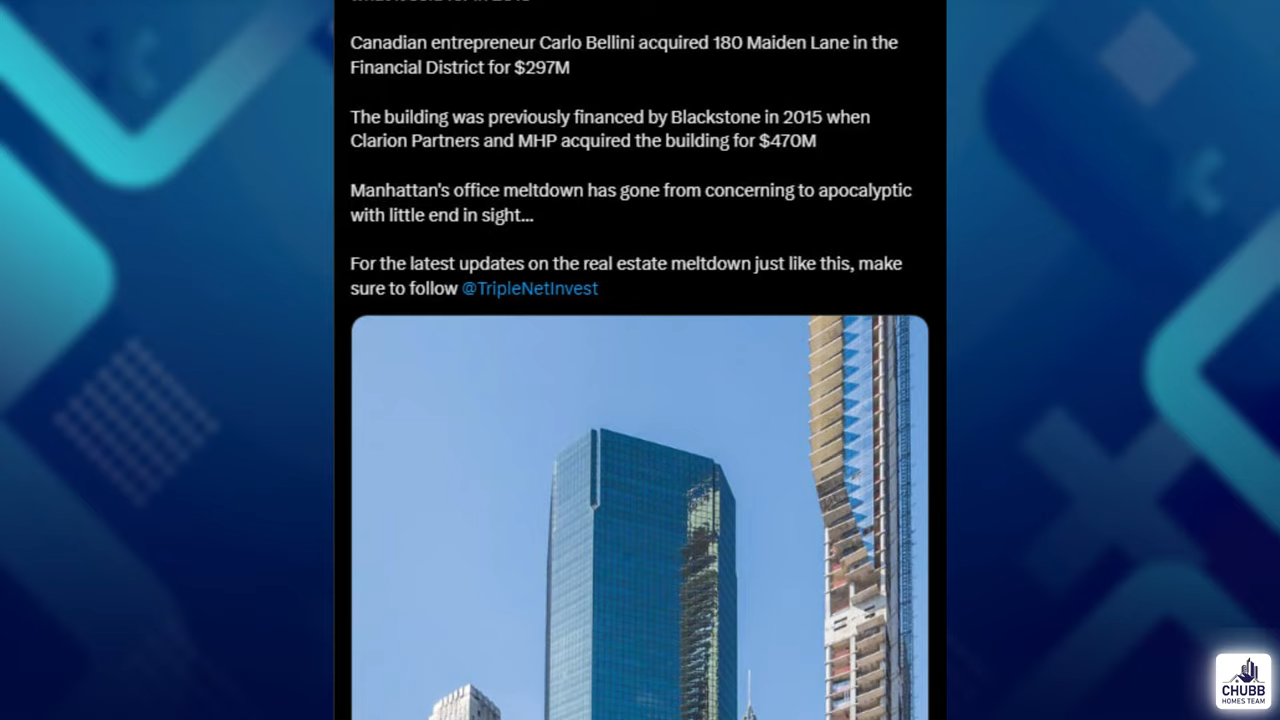 Canadian entrepreneur Carlo Bellini acquired 180 Maiden Lane in the
Financial District for $297M
The building was previously financed by Blackstone in 2015 when
Clarion Partners and MHP acquired the building for $470M
Manhattan's office meltdown has gone from concerning to apocalyptic
with little end in sight...
For the latest updates on the real estate meltdown just like this, make
sure to follow @TripleNetInvest
CHUBB
HOMES TEAM